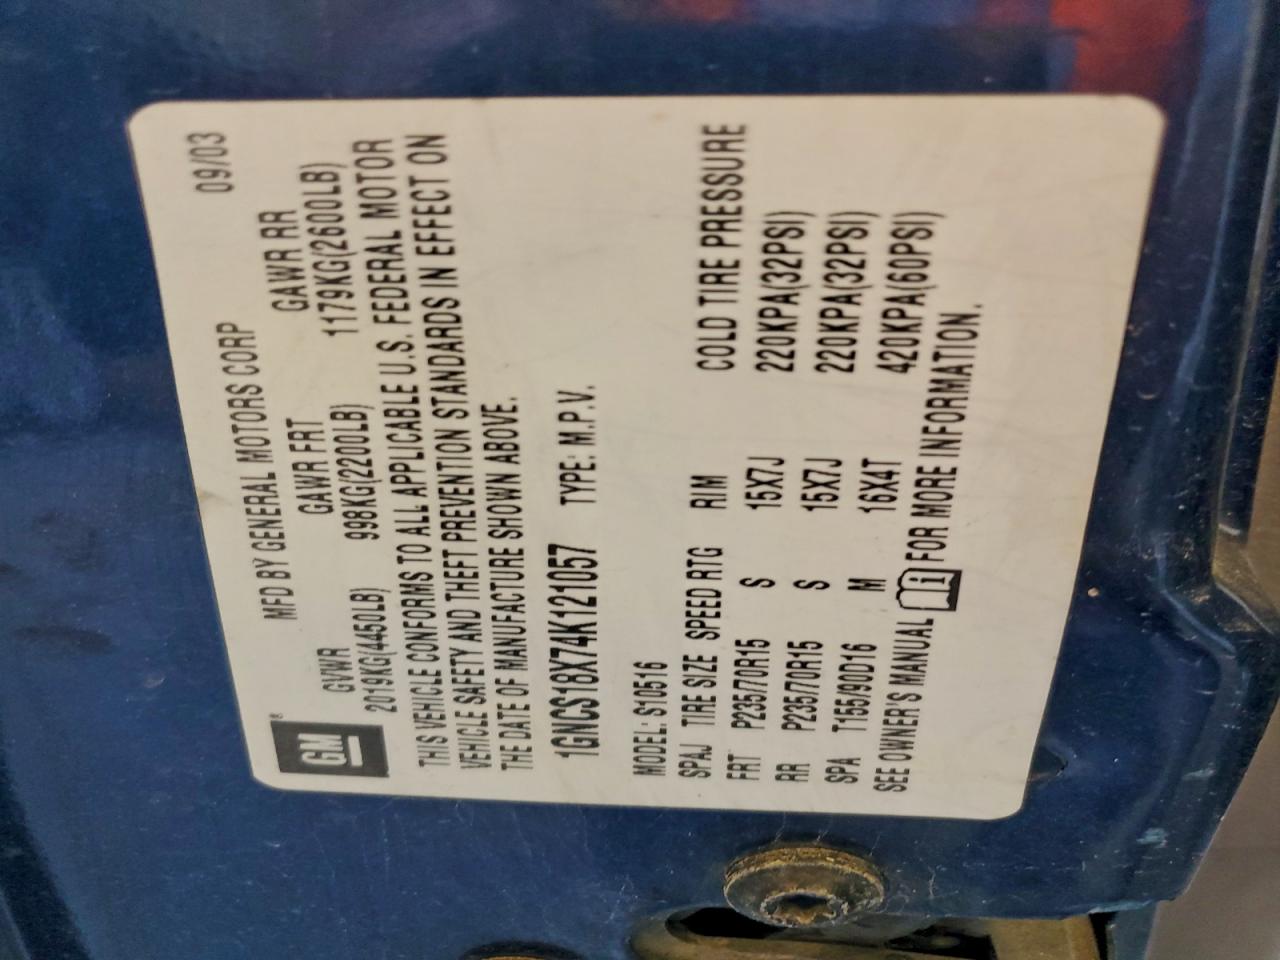 GM ®
MFD BY GENERAL MOTORS CORP 09/03
GVWR GAWR FRT GAWR RR
2019KG(4450LB) 998KG(2200LB) 1179KG(2600LB)
THIS VEHICLE CONFORMS TO ALL APPLICABLE U.S. FEDERAL MOTOR
VEHICLE SAFETY AND THEFT PREVENTION STANDARDS IN EFFECT ON
THE DATE OF MANUFACTURE SHOWN ABOVE.
1GNCS18X74K121057 TYPE: M.P.V.
MODEL: S10516
SPAJ TIRE SIZE SPEED RTG RIM COLD TIRE PRESSURE
FRT P235/70R15 S 15X7J 220KPA(32PSI)
RR P235/70R15 S 15X7J 220KPA(32PSI)
SPA T155/90D16 M 16X4T 420KPA(60PSI)
SEE OWNER'S MANUAL i FOR MORE INFORMATION.